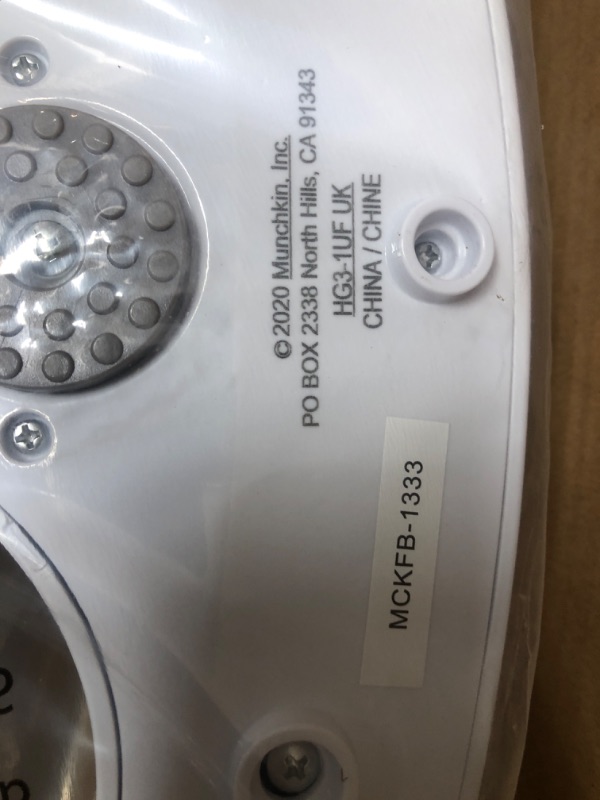 © 2020 Munchkin, Inc.
PO BOX 2338 North Hills, CA 91343
HG3-1UF UK
CHINA / CHINE
MCKFB-1333